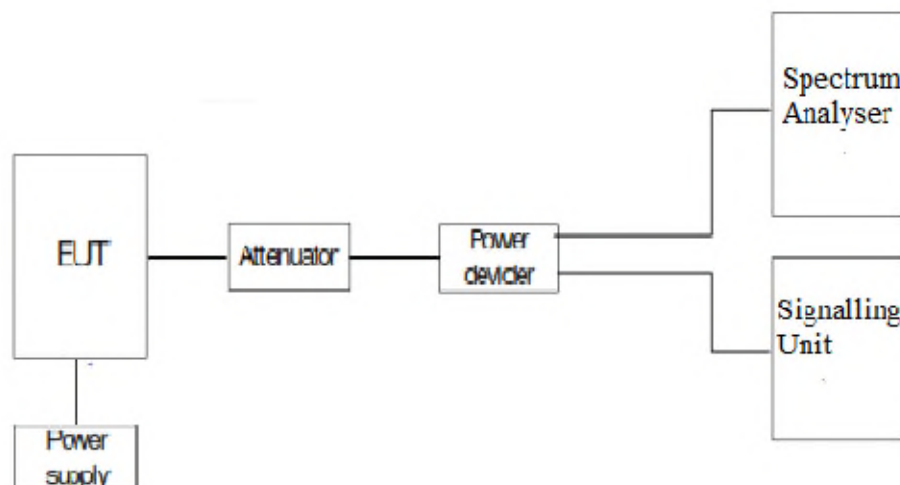 Spectrum
Analyser
EUT
Attenuator
Power
devider
Signalling
Unit
Power
supply